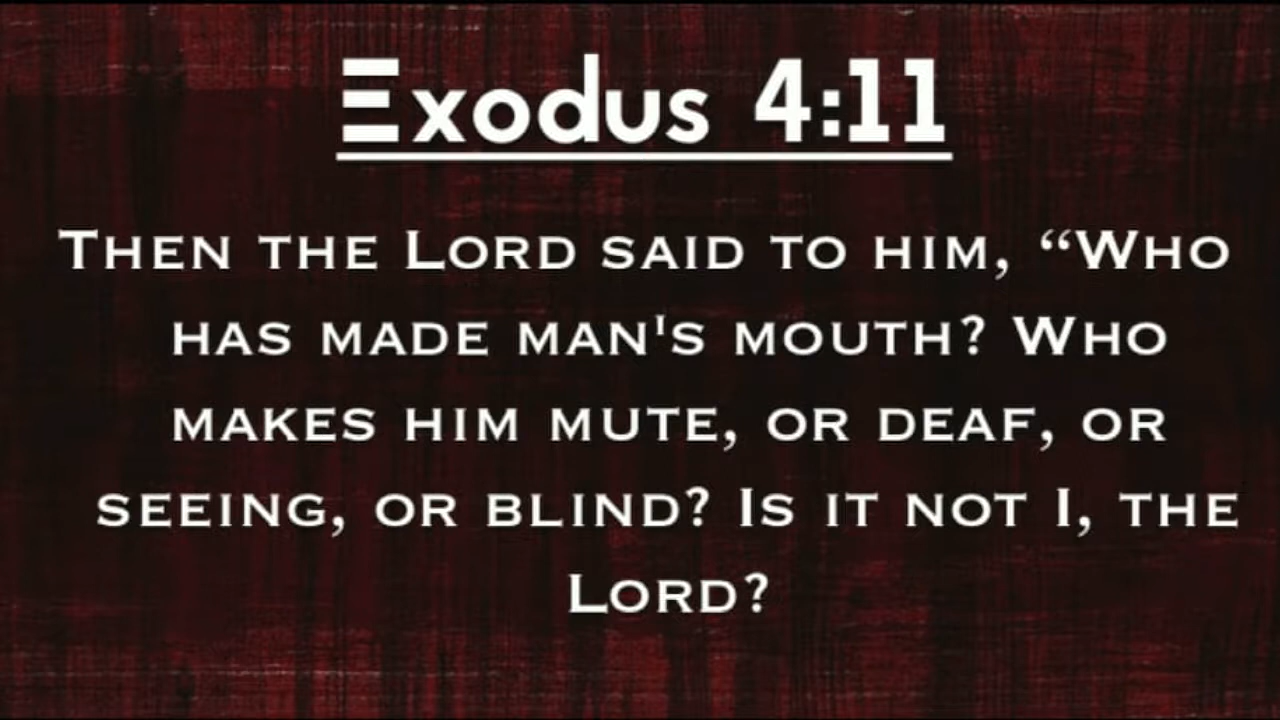 Exodus 4:11
Then the Lord said to him, “Who
has made man's mouth? Who
makes him mute, or deaf, or
seeing, or blind? Is it not I, the
Lord?